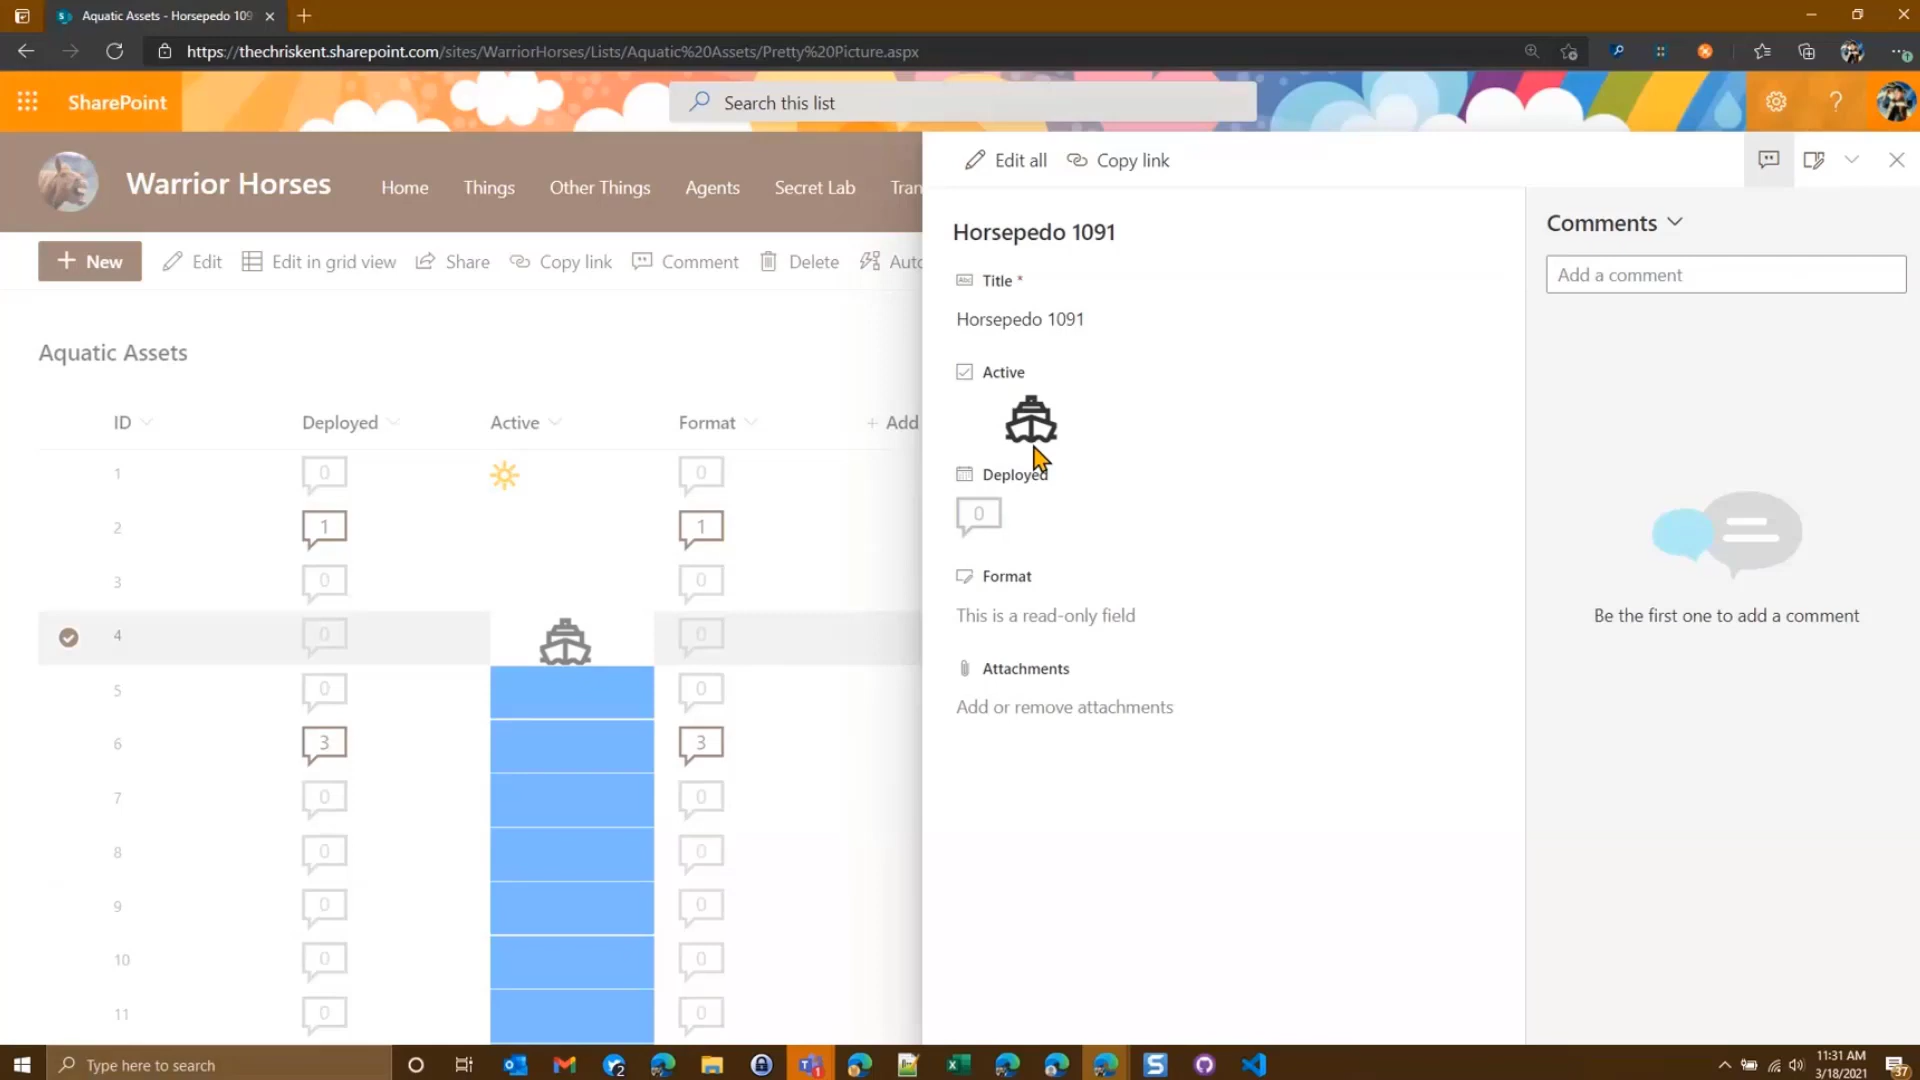 Aquatic Assets - Horsepedo 109
https://thechriskent.sharepoint.com/sites/WarriorHorses/Lists/Aquatic%20Assets/Pretty%20Picture.aspx
SharePoint
Search this list
?
Warrior Horses
Home
Things
Other Things
Agents
Secret Lab
Tran
+ New
Edit
Edit in grid view
Share
Copy link
Comment
Delete
Auto
Aquatic Assets
ID
Deployed
Active
Format
+ Add
1
0
0
2
1
1
3
0
0
4
0
0
5
0
0
6
3
3
7
0
0
8
0
0
9
0
0
10
0
0
11
0
0
Edit all
Copy link
Horsepedo 1091
Abc
Title *
Horsepedo 1091
Active
Deployed
0
Format
This is a read-only field
Attachments
Add or remove attachments
Comments
Add a comment
Be the first one to add a comment
Type here to search
2
1
11:31 AM
3/18/2021
37